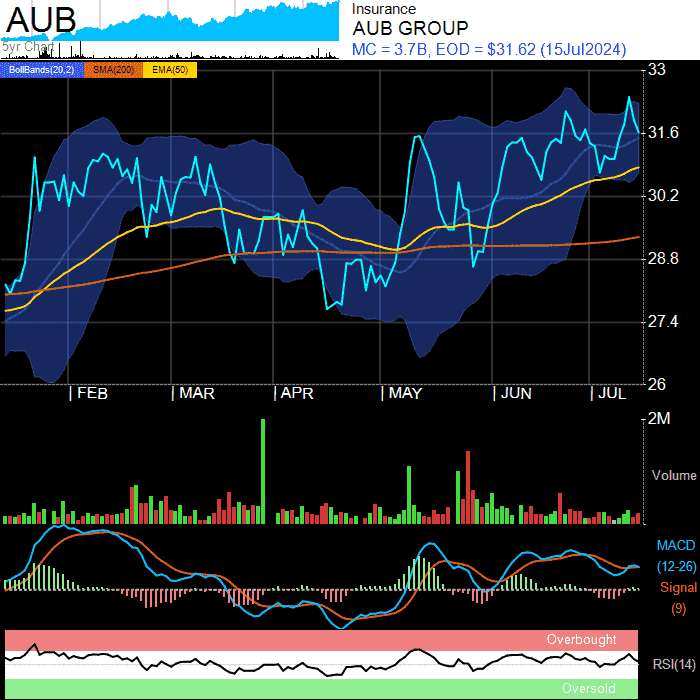 AUB
5yr Chart
Insurance
AUB GROUP
MC = 3.7B, EOD = $31.62 (15Jul2024)
BollBands(20,2) SMA(200) EMA(50)
33
31.6
30.2
28.8
27.4
26
| FEB | MAR | APR | MAY | JUN | JUL
2M
Volume
MACD
(12-26)
Signal
(9)
Overbought
RSI(14)
Oversold